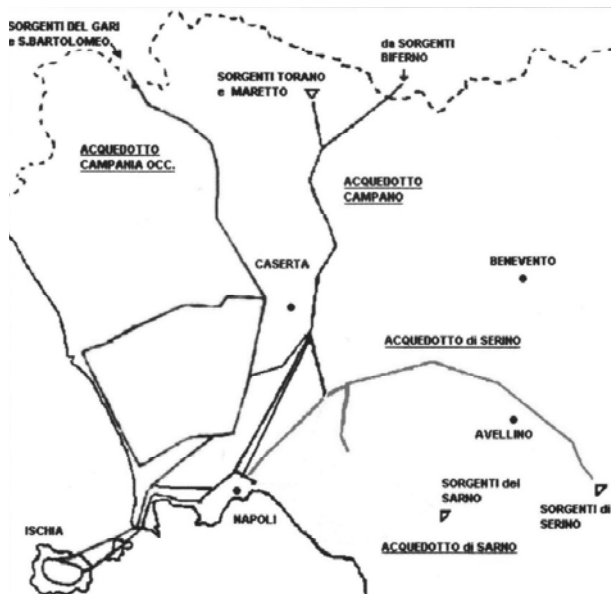 SORGENTI DEL GARI
e S.BARTOLOMEO
da SORGENTI
BIFERNO
SORGENTI TORANO
e MARETTO
ACQUEDOTTO
CAMPANIA OCC.
ACQUEDOTTO
CAMPANO
CASERTA
BENEVENTO
ACQUEDOTTO di SERINO
AVELLINO
SORGENTI del
SARNO
SORGENTI di
SERINO
NAPOLI
ISCHIA
ACQUEDOTTO di SARNO